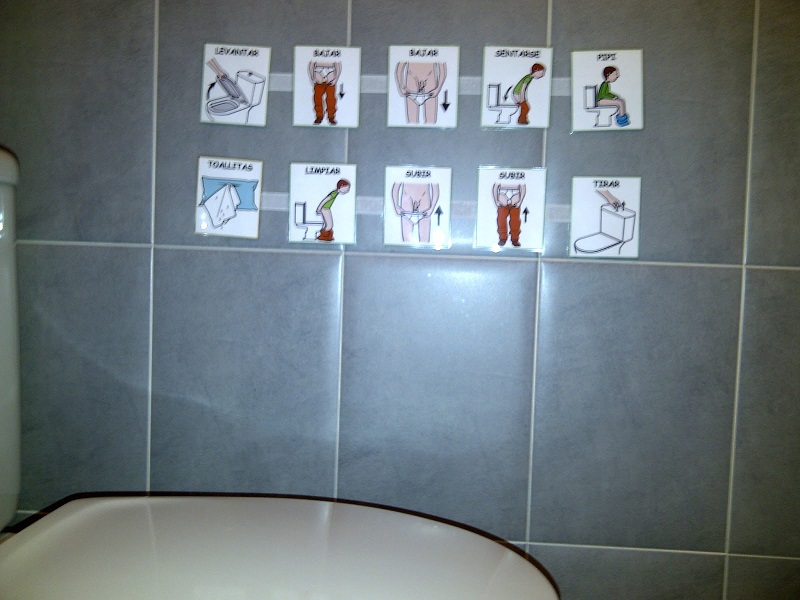 LEVANTAR
BAJAR
BAJAR
SENTARSE
PIPI
TOALLITAS
LIMPIAR
SUBIR
SUBIR
TIRAR